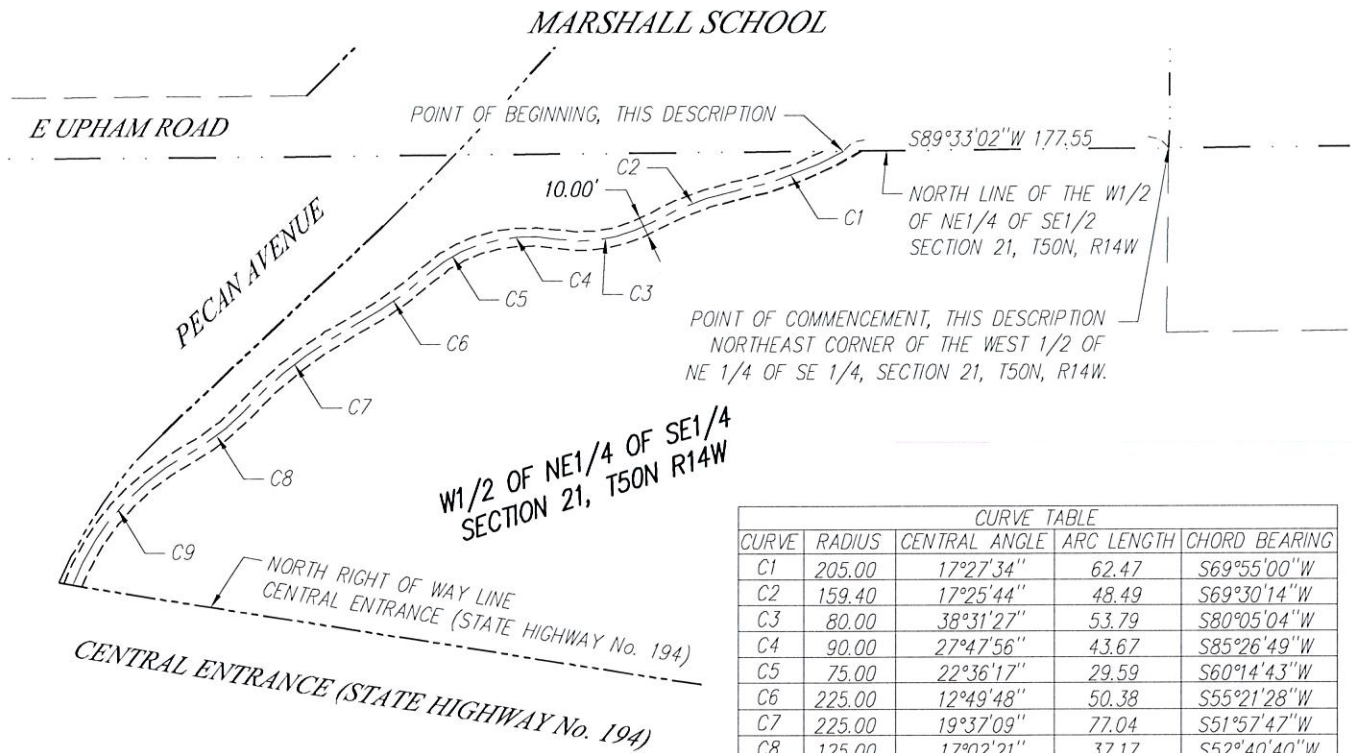 MARSHALL SCHOOL
E UPHAM ROAD
POINT OF BEGINNING, THIS DESCRIPTION
S89°33'02"W 177.55
C2
10.00'
C1
NORTH LINE OF THE W1/2
OF NE1/4 OF SE1/2
SECTION 21, T50N, R14W
PECAN AVENUE
C4
C5
C3
C6
POINT OF COMMENCEMENT, THIS DESCRIPTION
NORTHEAST CORNER OF THE WEST 1/2 OF
NE 1/4 OF SE 1/4, SECTION 21, T50N, R14W.
C7
W1/2 OF NE1/4 OF SE1/4
SECTION 21, T50N R14W
C8
C9
NORTH RIGHT OF WAY LINE
CENTRAL ENTRANCE (STATE HIGHWAY No. 194)
CENTRAL ENTRANCE (STATE HIGHWAY No. 194)
CURVE TABLE
CURVE RADIUS CENTRAL ANGLE ARC LENGTH CHORD BEARING
C1 205.00 17°27'34" 62.47 S69°55'00"W
C2 159.40 17°25'44" 48.49 S69°30'14"W
C3 80.00 38°31'27" 53.79 S80°05'04"W
C4 90.00 27°47'56" 43.67 S85°26'49"W
C5 75.00 22°36'17" 29.59 S60°14'43"W
C6 225.00 12°49'48" 50.38 S55°21'28"W
C7 225.00 19°37'09" 77.04 S51°57'47"W
C8 125.00 17°02'21" 37.17 S52°40'40"W